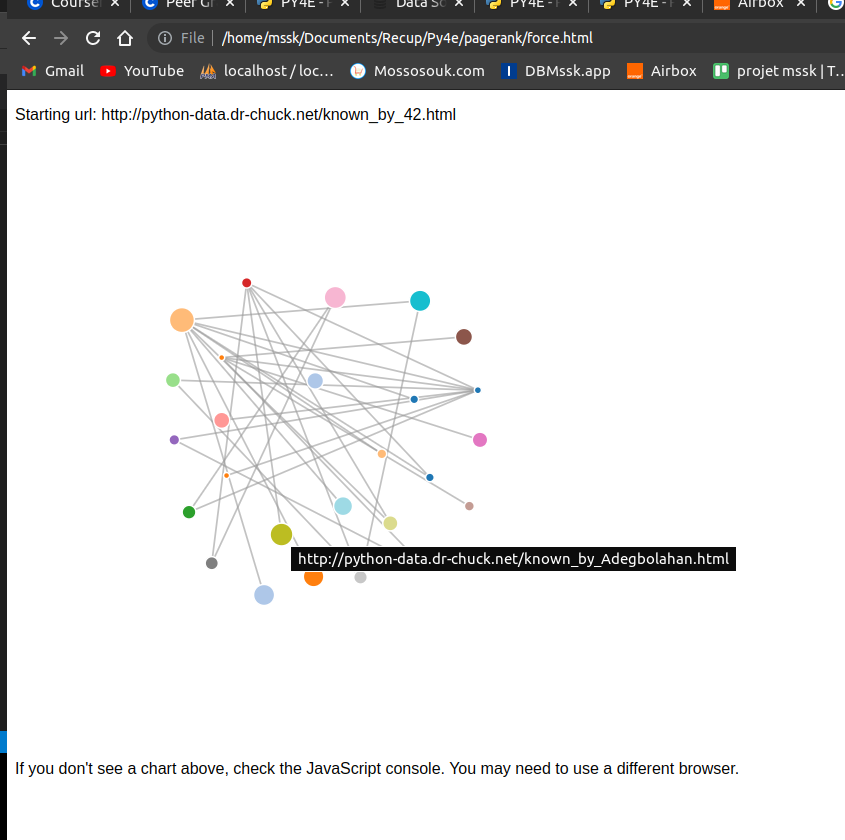 Course PY4E - Data Sc PY4E - PY4E - Airbox
File /home/mssk/Documents/Recup/Py4e/pagerank/force.html
Gmail YouTube localhost / loc... Mossosouk.com DBMssk.app Airbox projet mssk | T...
Starting url: http://python-data.dr-chuck.net/known_by_42.html
http://python-data.dr-chuck.net/known_by_Adegbolahan.html
If you don't see a chart above, check the JavaScript console. You may need to use a different browser.